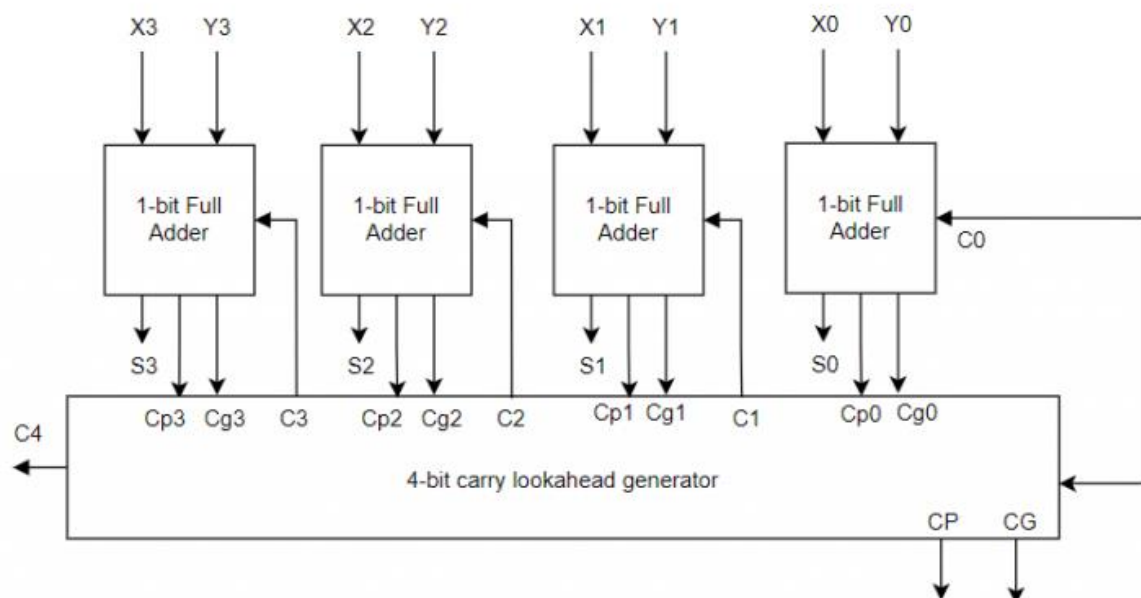 X3 Y3 X2 Y2 X1 Y1 X0 Y0
1-bit Full
Adder
1-bit Full
Adder
1-bit Full
Adder
1-bit Full
Adder
C0
S3 S2 S1 S0
Cp3 Cg3 C3 Cp2 Cg2 C2 Cp1 Cg1 C1 Cp0 Cg0
C4
4-bit carry lookahead generator
CP CG